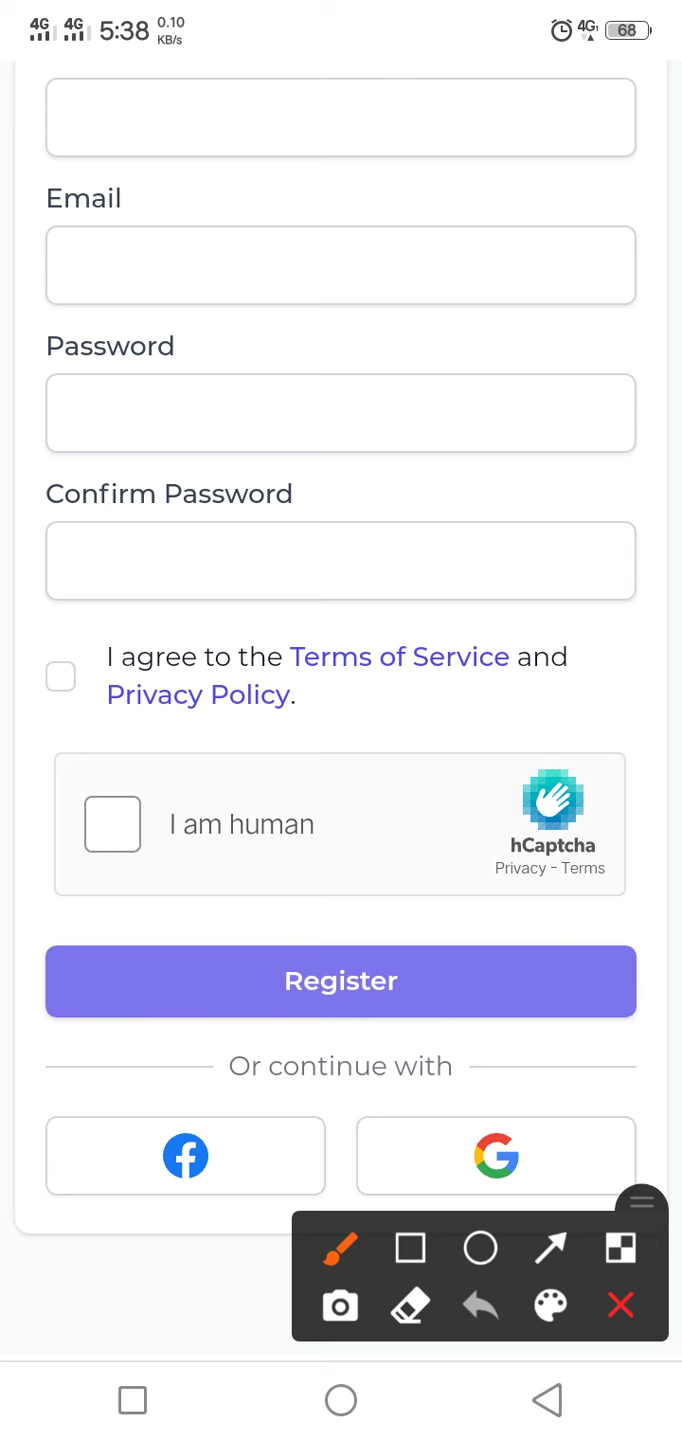 4G 4G 5:38 0.10 KB/s 4G 68
Email
Password
Confirm Password
I agree to the Terms of Service and
Privacy Policy.
I am human
hCaptcha
Privacy - Terms
Register
Or continue with